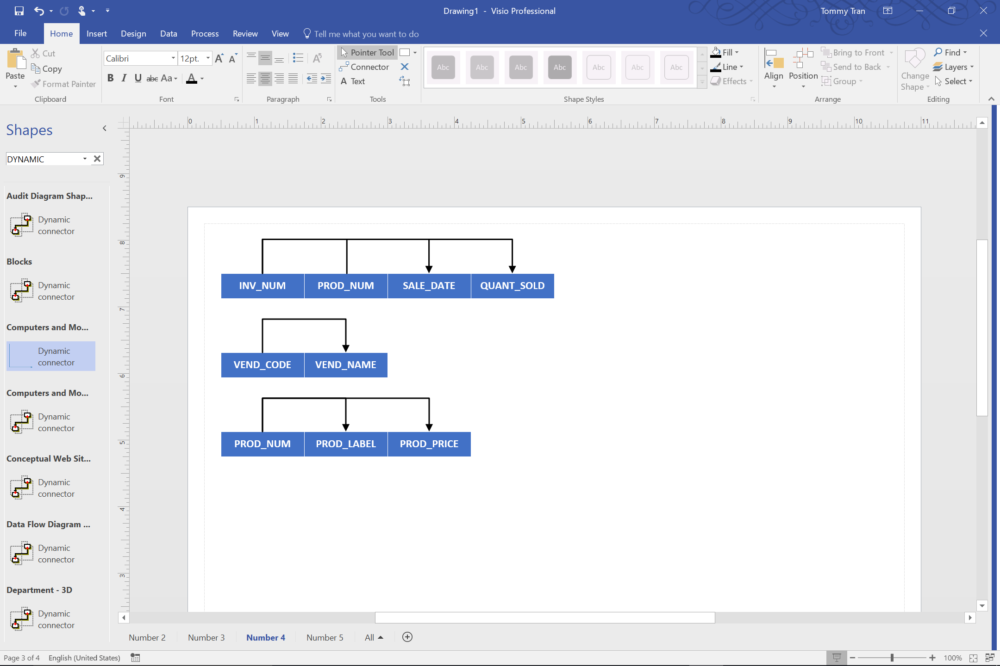 Drawing1 - Visio Professional
Tommy Tran
File
Home
Insert
Design
Data
Process
Review
View
Tell me what you want to do
Paste
Cut
Copy
Format Painter
Clipboard
Calibri
12pt.
A
A
B
I
U
abc
Aa
A
Font
Paragraph
Pointer Tool
Connector
A Text
Tools
Abc
Abc
Abc
Abc
Abc
Abc
Abc
Shape Styles
Fill
Line
Effects
Align
Position
Bring to Front
Send to Back
Group
Arrange
Change
Shape
Find
Layers
Select
Editing
Shapes
DYNAMIC
Audit Diagram Shap...
Dynamic
connector
Blocks
Dynamic
connector
Computers and Mo...
Dynamic
connector
Computers and Mo...
Dynamic
connector
Conceptual Web Sit...
Dynamic
connector
Data Flow Diagram ...
Dynamic
connector
Department - 3D
Dynamic
connector
0 1 2 3 4 5 6 7 8 9 10 11
9
8
7
6
5
4
3
INV_NUM PROD_NUM SALE_DATE QUANT_SOLD
VEND_CODE VEND_NAME
PROD_NUM PROD_LABEL PROD_PRICE
Number 2
Number 3
Number 4
Number 5
All
Page 3 of 4
English (United States)
100%